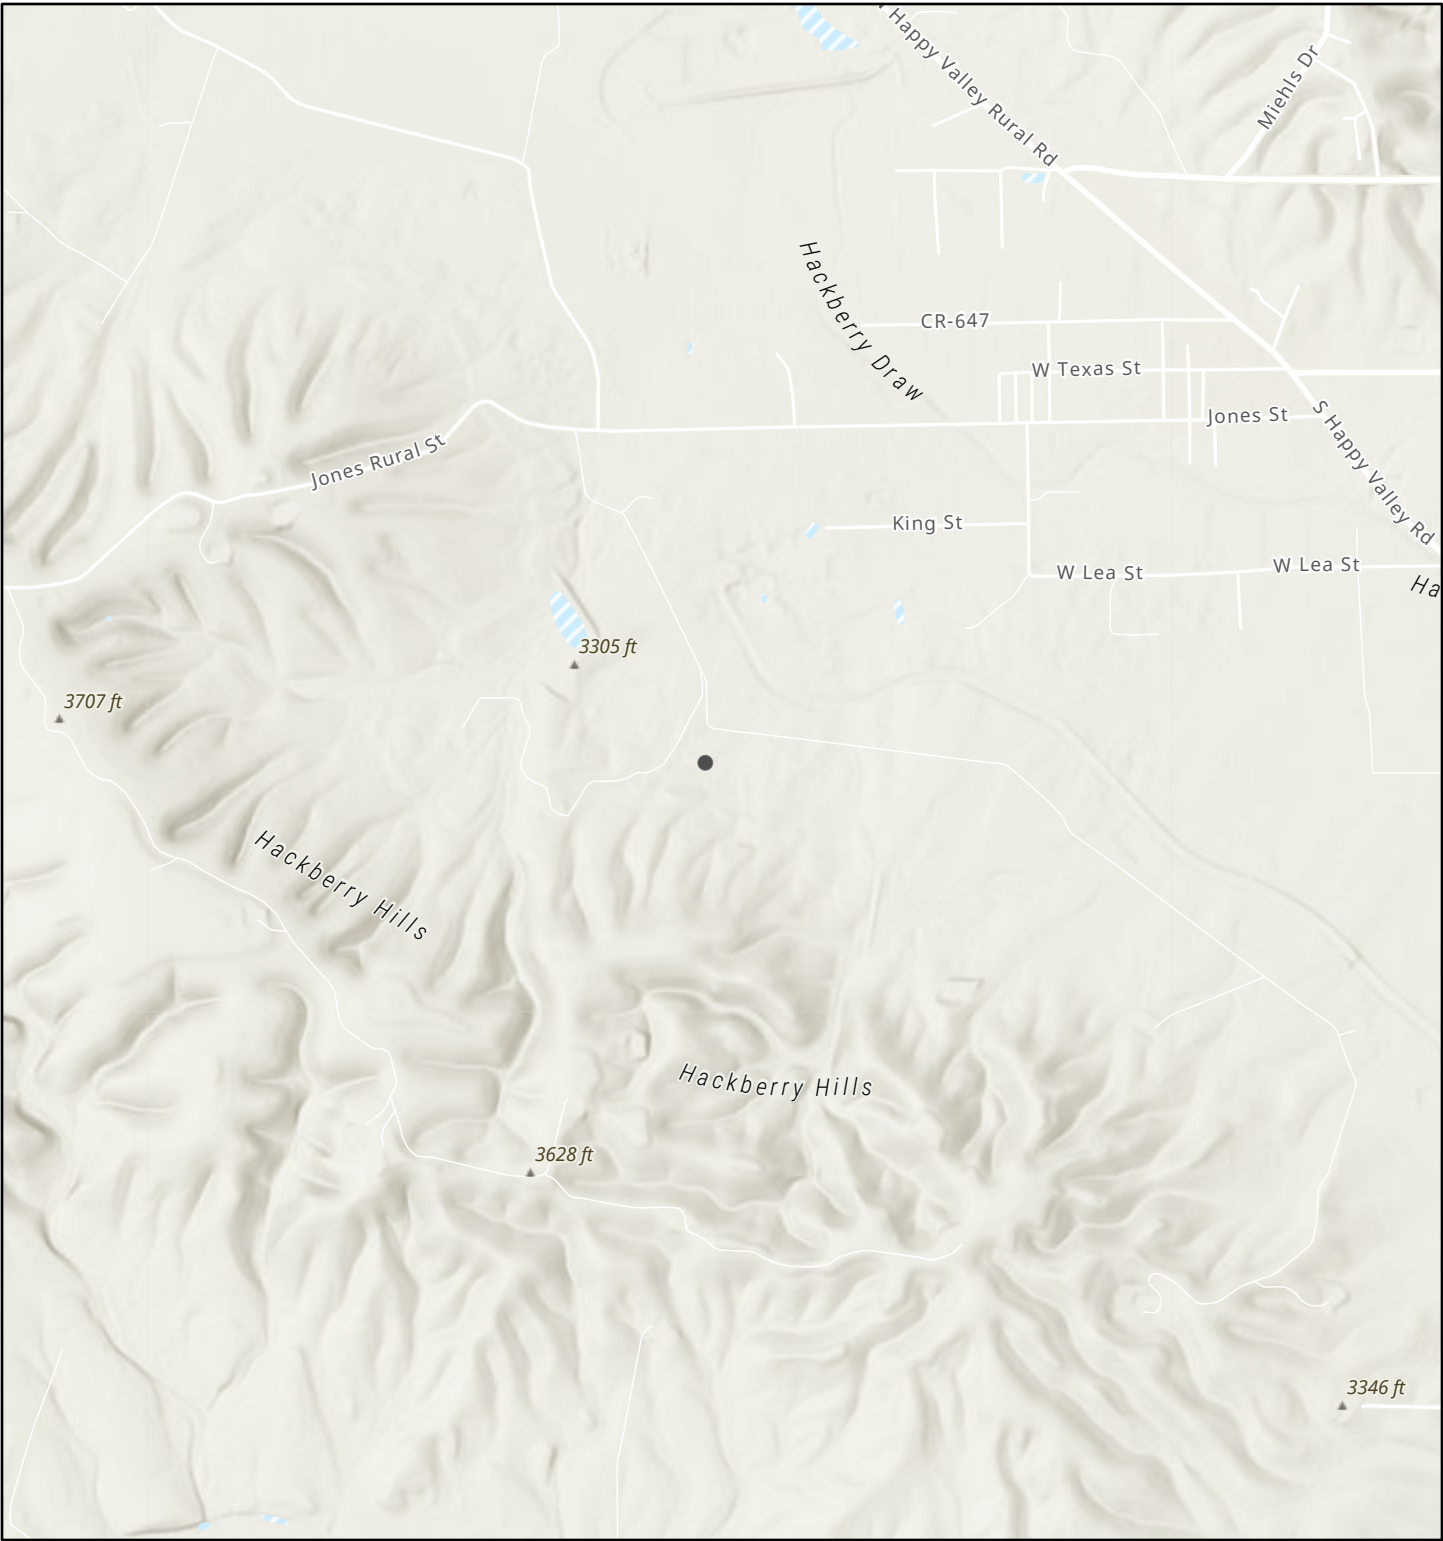 Happy Valley Rural Rd
Miehls Dr
Hackberry Draw
CR-647
W Texas St
Jones St
S Happy Valley Rd
Jones Rural St
King St
W Lea St
W Lea St
Ha
3305 ft
3707 ft
Hackberry Hills
Hackberry Hills
3628 ft
3346 ft